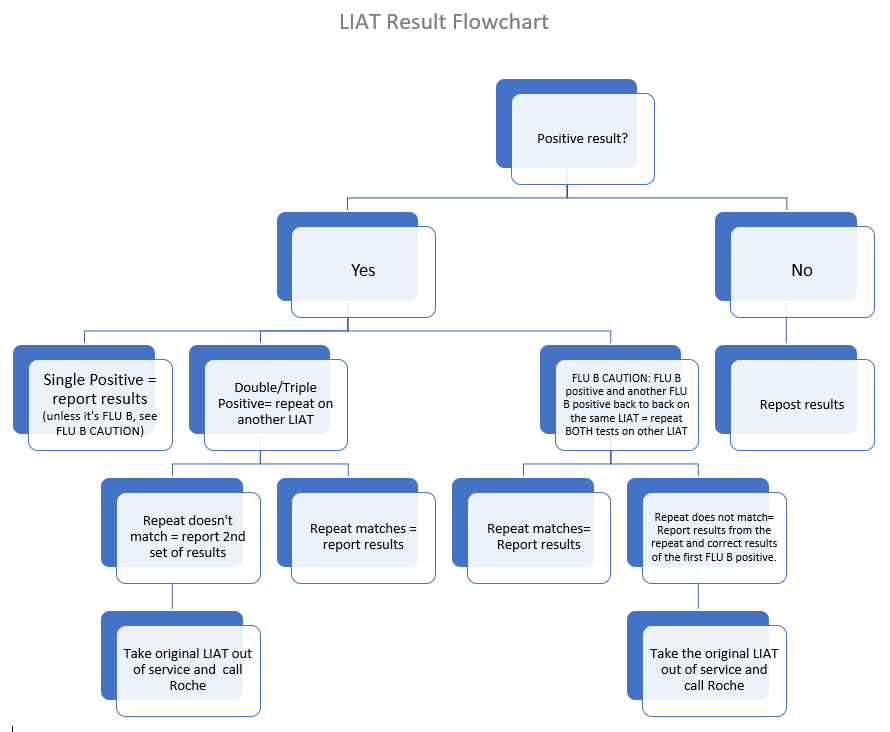 LIAT Result Flowchart
Positive result?
Yes
No
Single Positive =
report results
(unless it's FLU B, see
FLU B CAUTION)
Double/Triple
Positive= repeat on
another LIAT
FLU B CAUTION: FLU B
positive and another FLU
B positive back to back on
the same LIAT = repeat
BOTH tests on other LIAT
Repost results
Repeat doesn't
match = report 2nd
set of results
Repeat matches =
report results
Repeat matches=
Report results
Repeat does not match=
Report results from the
repeat and correct results
of the first FLU B positive.
Take original LIAT out
of service and  call
Roche
Take the original LIAT
out of service and
call Roche